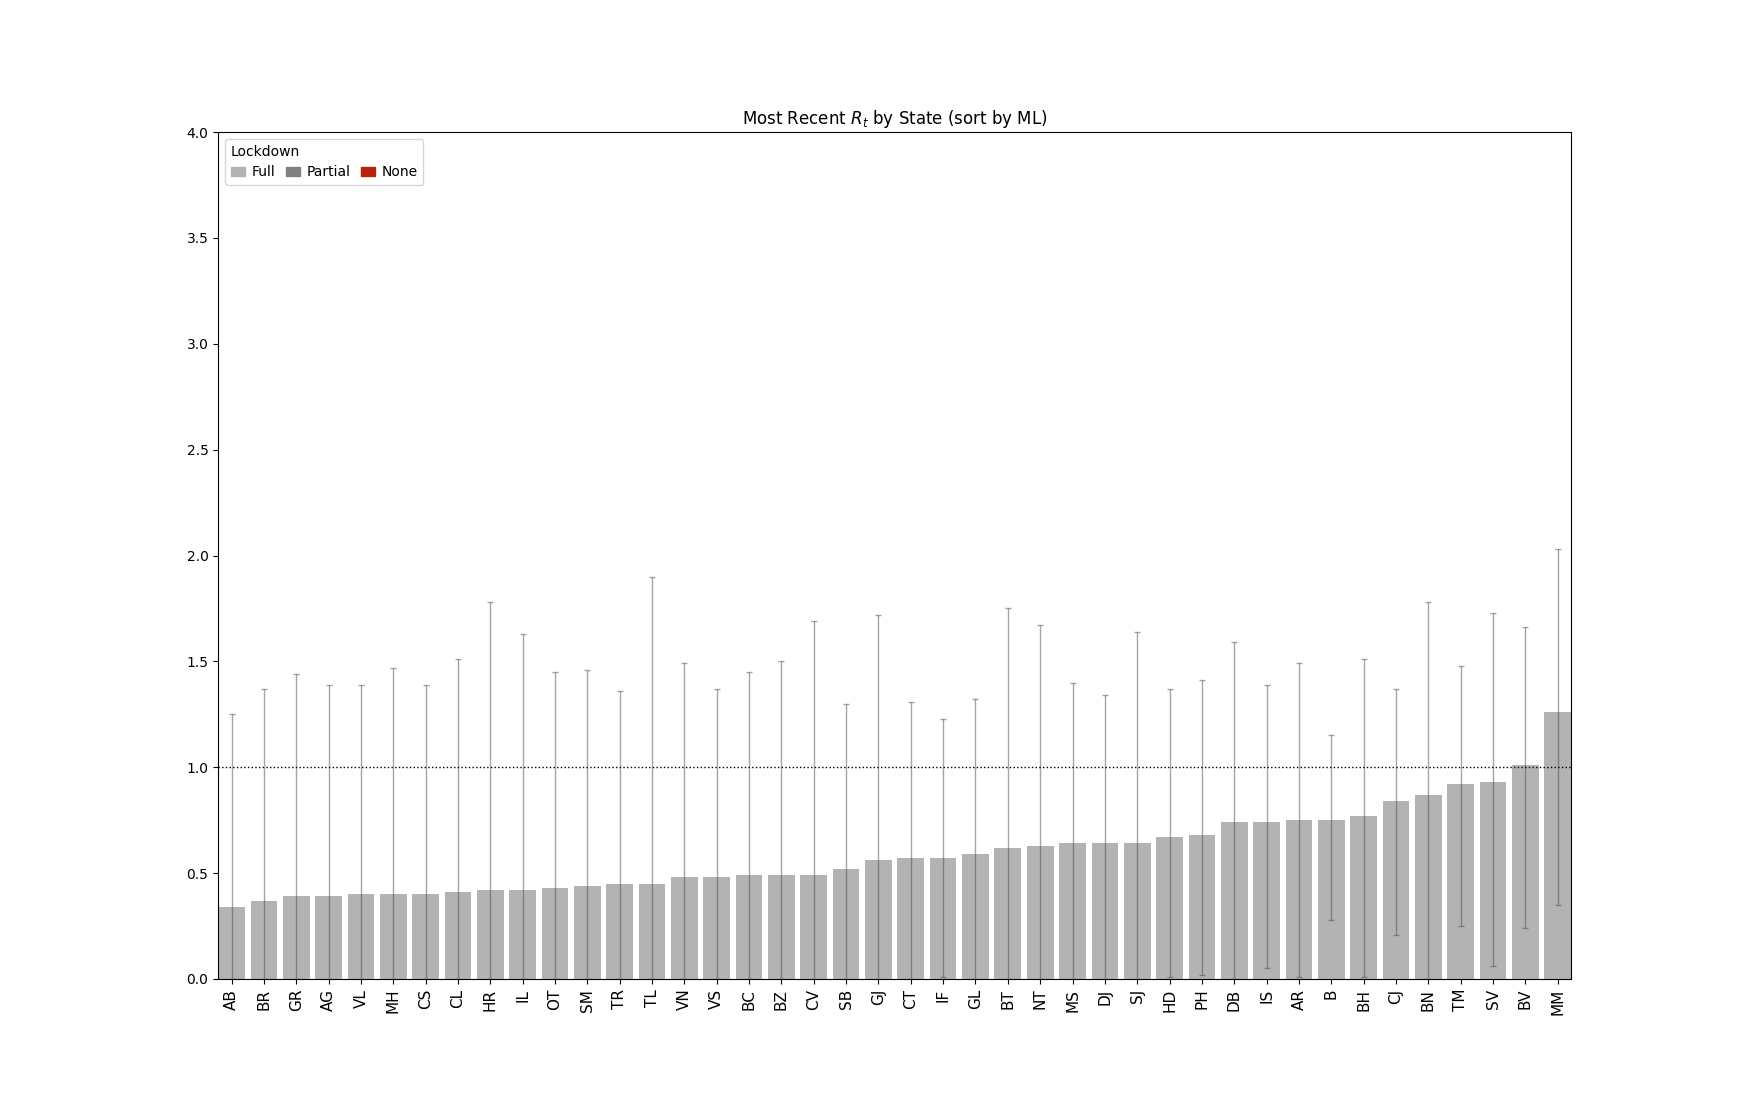 Most Recent Rt by State (sort by ML)
4.0
Lockdown
Full Partial None
3.5
3.0
2.5
2.0
1.5
1.0
0.5
0.0
AB BR GR AG VL MH CS CL HR IL OT SM TR TL VN VS BC BZ CV SB GJ CT IF GL BT NT MS DJ SJ HD PH DB IS AR B BH CJ BN TM SV BV MM